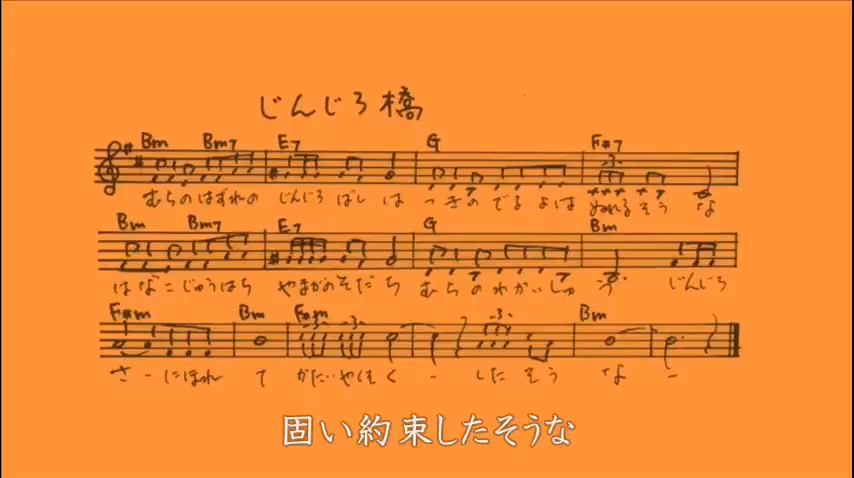 じんじろ橋
Bm Bm7 E7 G F#7
むらのはずれの じんじろ ばし は つきの でる よは ぬれる そう な
Bm Bm7 E7 G Bm
はなこじゅうはち やまがのそだち むらの わかいしゅう じんじろ
F#m Bm F#m Bm
さーにほれ て かたいやくそく ー したそう な ー
固い約束したそうな